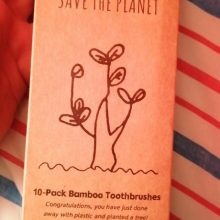 SAVE THE PLANET
10-Pack Bamboo Toothbrushes
Congratulations, you have just done
away with plastic and planted a tree!